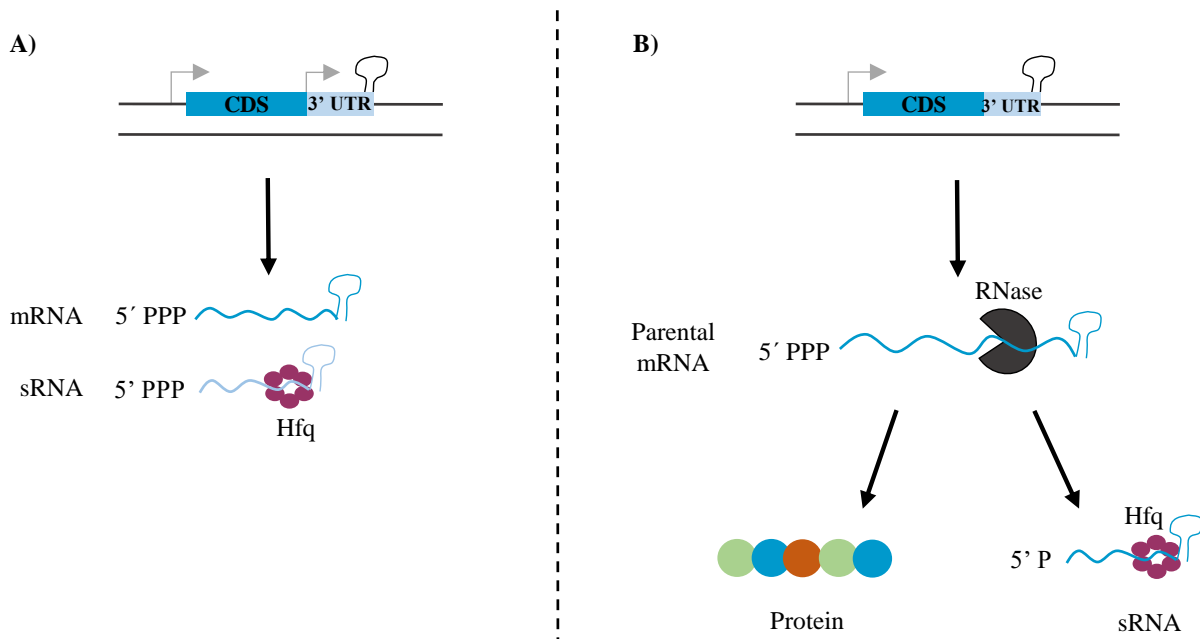 A)
CDS
3’ UTR
mRNA 5´ PPP
sRNA 5’ PPP
Hfq
B)
CDS
3’ UTR
RNase
Parental
mRNA
5´ PPP
Hfq
5’ P
Protein
sRNA